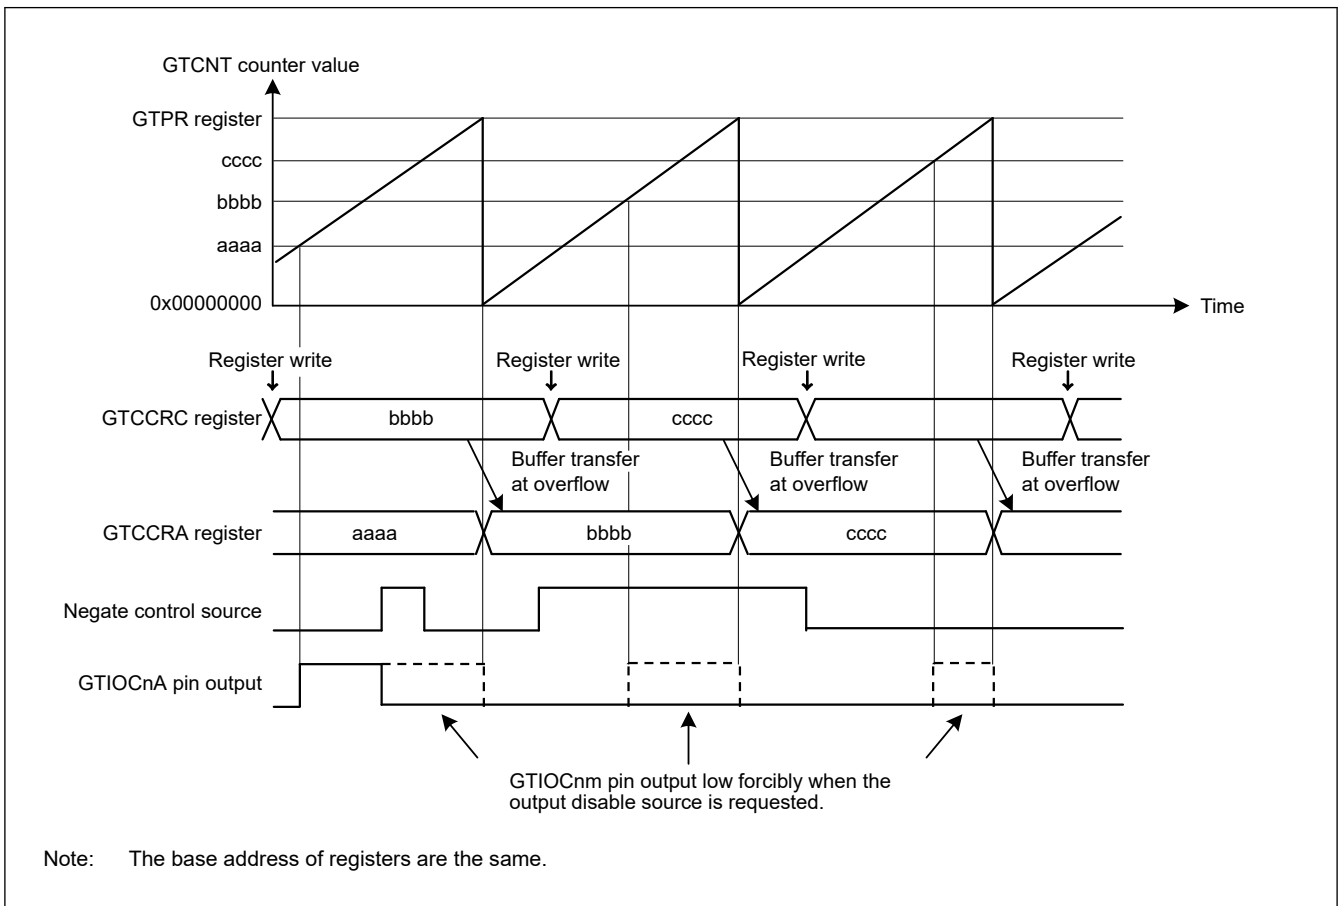 GTCNT counter value
GTPR register
cccc
bbbb
aaaa
0x00000000
Time
Register write Register write Register write Register write
GTCCRC register bbbb cccc
Buffer transfer at overflow
Buffer transfer at overflow
Buffer transfer at overflow
GTCCRA register aaaa bbbb cccc
Negate control source
GTIOCnA pin output
GTIOCnm pin output low forcibly when the
output disable source is requested.
Note: The base address of registers are the same.